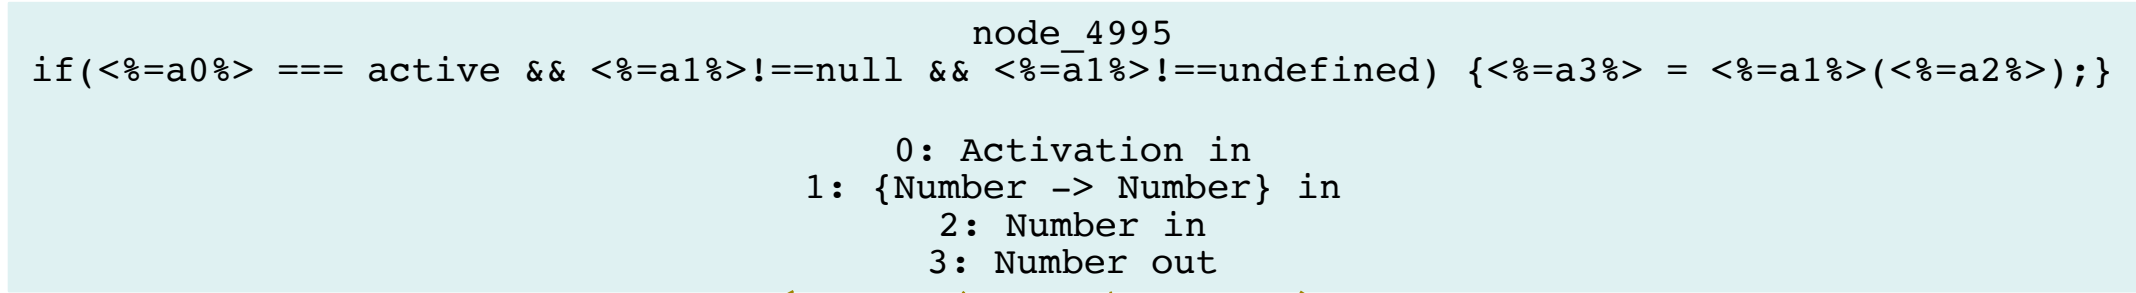 node_4995
if(<%=a0%> === active && <%=a1%>!==null && <%=a1%>!==undefined) {<%=a3%> = <%=a1%>(<%=a2%>);}
0: Activation in
1: {Number -> Number} in
2: Number in
3: Number out